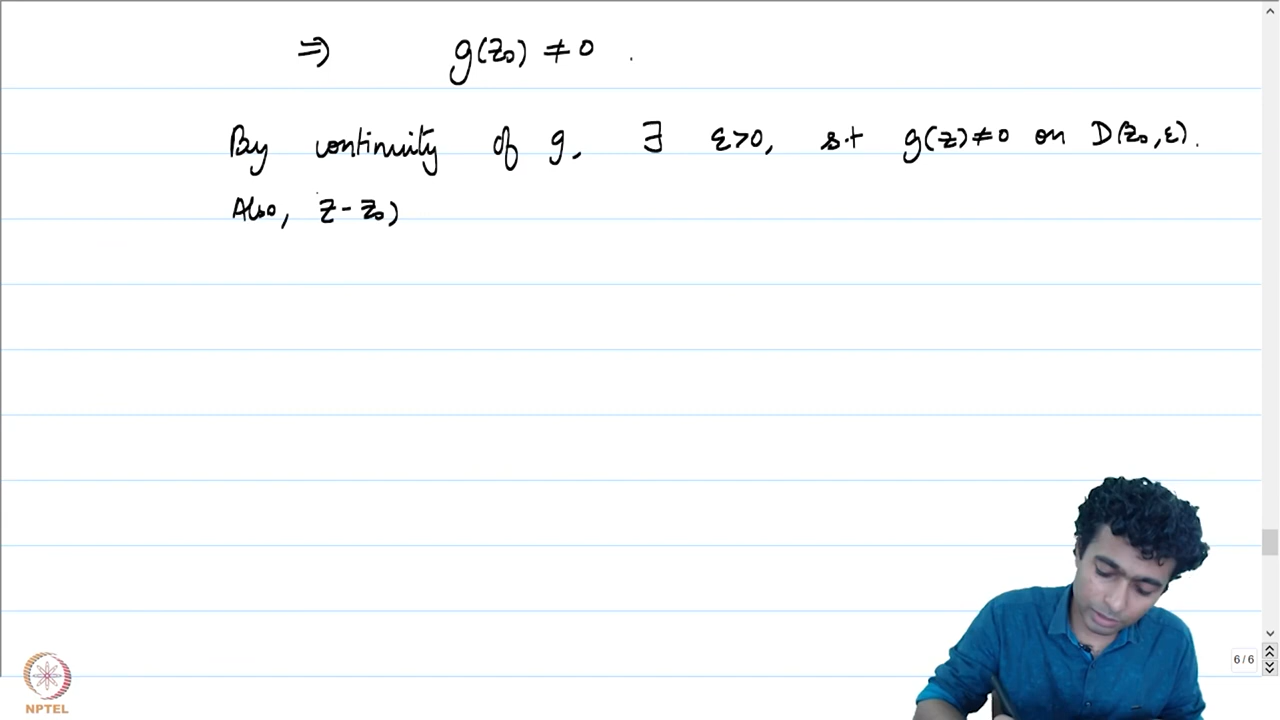 ⇒ g(z₀) ≠ 0 .
By continuity of g, ∃ ε>0, s.t g(z)≠0 on D(z₀,ε).
Also, z-z₀)
6/6
NPTEL